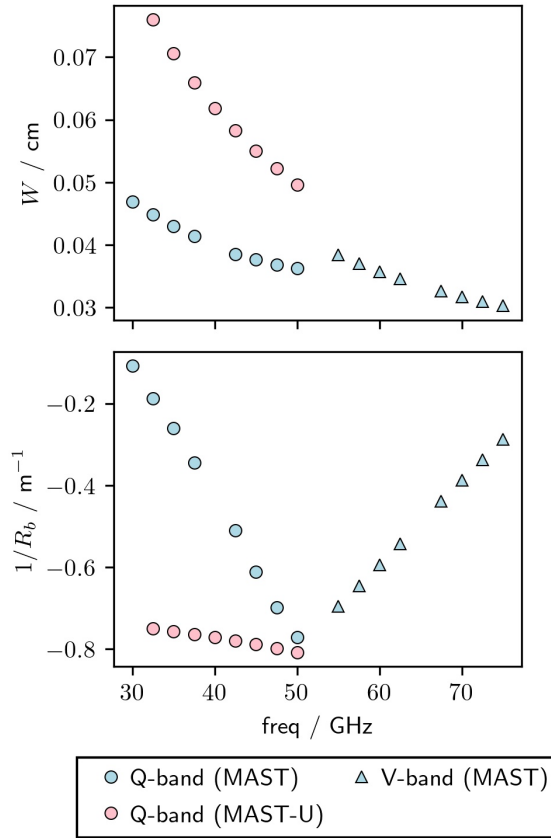 0.07
0.06
0.05
0.04
0.03
W / cm
−0.2
−0.4
−0.6
−0.8
1/R_b / m⁻¹
30 40 50 60 70
freq / GHz
Q-band (MAST) V-band (MAST)
Q-band (MAST-U)